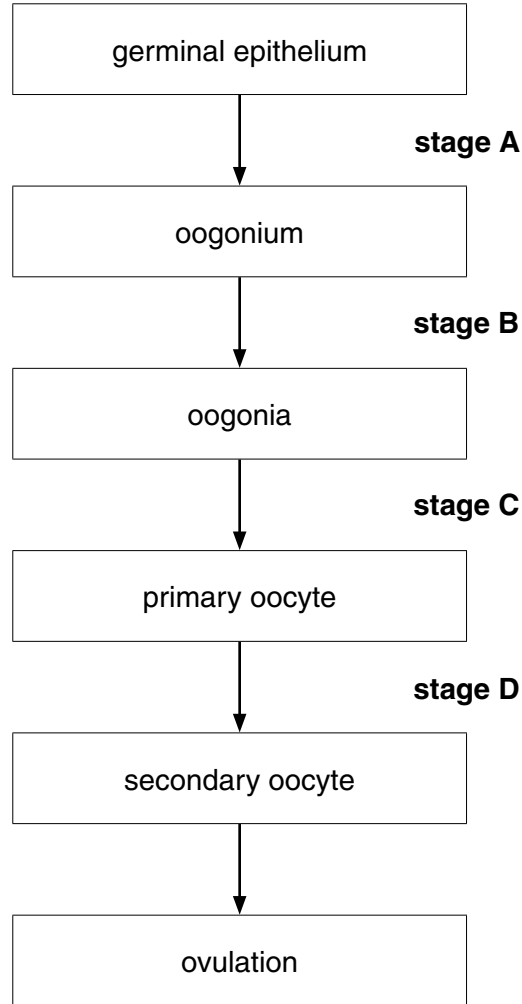 germinal epithelium
stage A
oogonium
stage B
oogonia
stage C
primary oocyte
stage D
secondary oocyte
ovulation